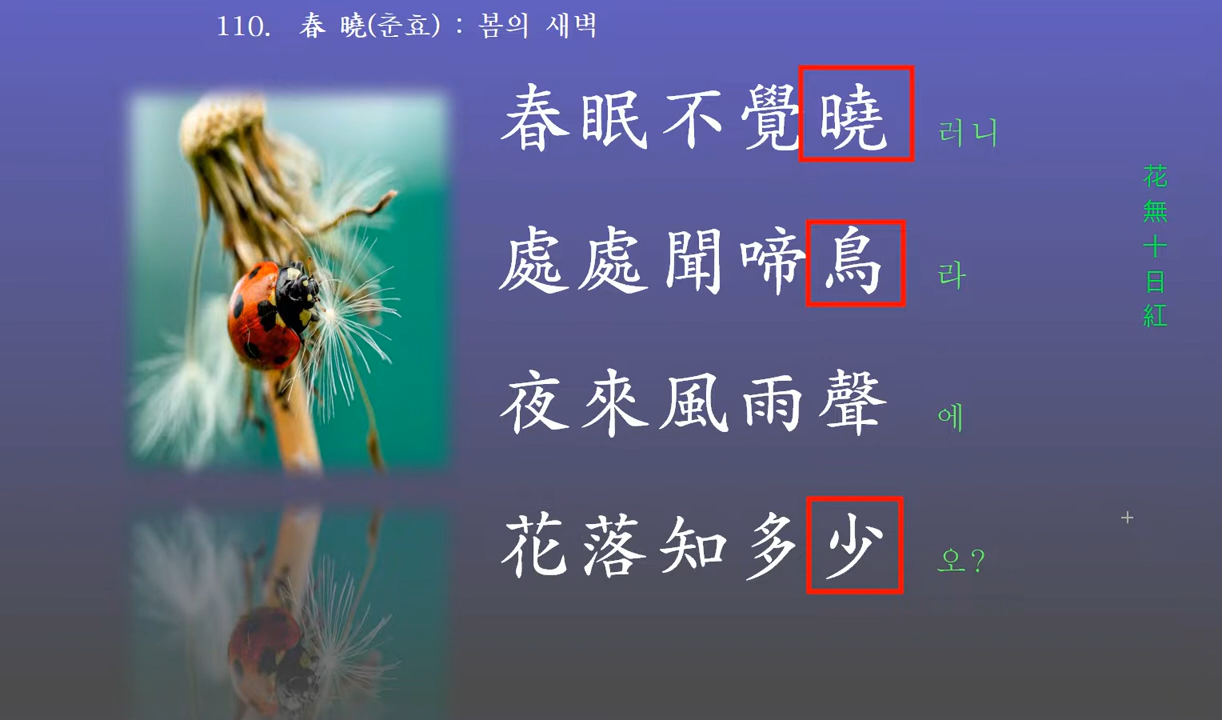 110. 春 曉(춘효) : 봄의 새벽
春眠不覺曉 러니
處處聞啼鳥 라
夜來風雨聲 에
花落知多少 오?
花無十日紅